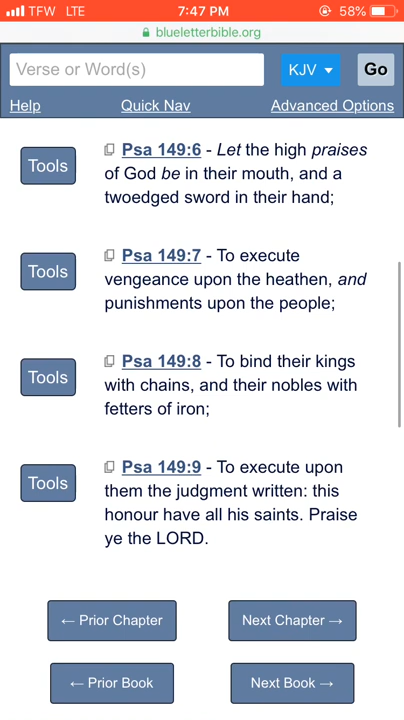 TFW LTE 7:47 PM 58%
blueletterbible.org
Verse or Word(s) KJV Go
Help Quick Nav Advanced Options
Tools
Psa 149:6 - Let the high praises
of God be in their mouth, and a
twoedged sword in their hand;
Tools
Psa 149:7 - To execute
vengeance upon the heathen, and
punishments upon the people;
Tools
Psa 149:8 - To bind their kings
with chains, and their nobles with
fetters of iron;
Tools
Psa 149:9 - To execute upon
them the judgment written: this
honour have all his saints. Praise
ye the LORD.
← Prior Chapter Next Chapter →
← Prior Book Next Book →